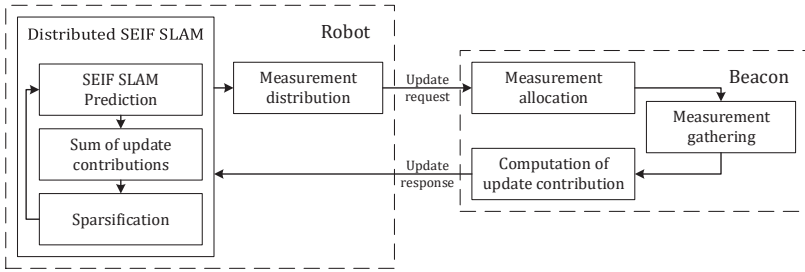 Distributed SEIF SLAM
Robot
SEIF SLAM
Prediction
Sum of update
contributions
Sparsification
Measurement
distribution
Update
request
Update
response
Beacon
Measurement
allocation
Measurement
gathering
Computation of
update contribution